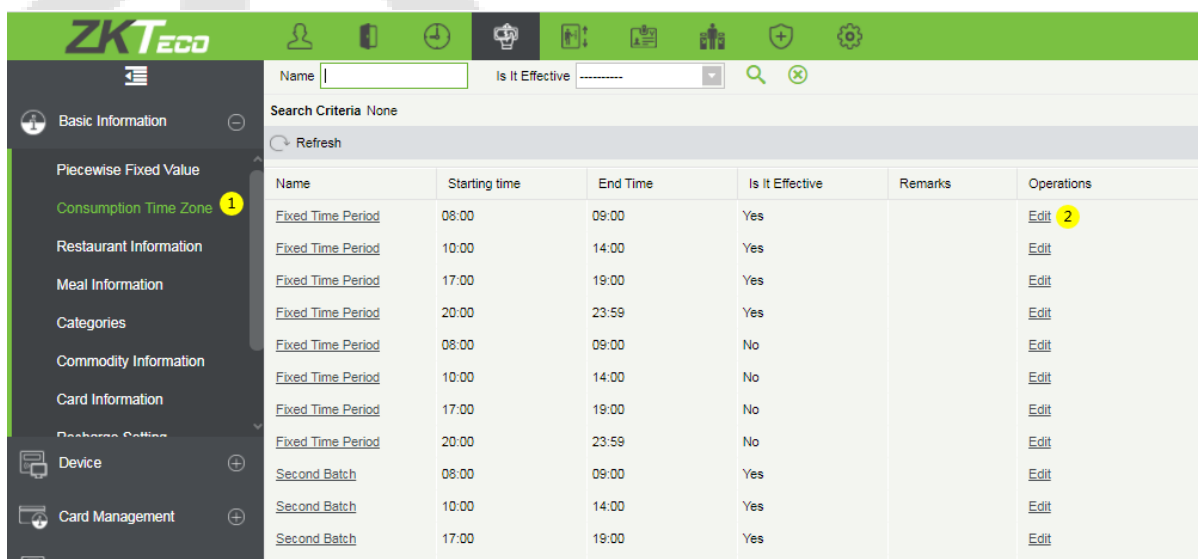 ZKTECO
Name Is It Effective ----------
Search Criteria None
Refresh
Basic Information
Piecewise Fixed Value
Consumption Time Zone 1
Restaurant Information
Meal Information
Categories
Commodity Information
Card Information
Recharge Setting
Device
Card Management
Name Starting time End Time Is It Effective Remarks Operations
Fixed Time Period 08:00 09:00 Yes Edit 2
Fixed Time Period 10:00 14:00 Yes Edit
Fixed Time Period 17:00 19:00 Yes Edit
Fixed Time Period 20:00 23:59 Yes Edit
Fixed Time Period 08:00 09:00 No Edit
Fixed Time Period 10:00 14:00 No Edit
Fixed Time Period 17:00 19:00 No Edit
Fixed Time Period 20:00 23:59 No Edit
Second Batch 08:00 09:00 Yes Edit
Second Batch 10:00 14:00 Yes Edit
Second Batch 17:00 19:00 Yes Edit